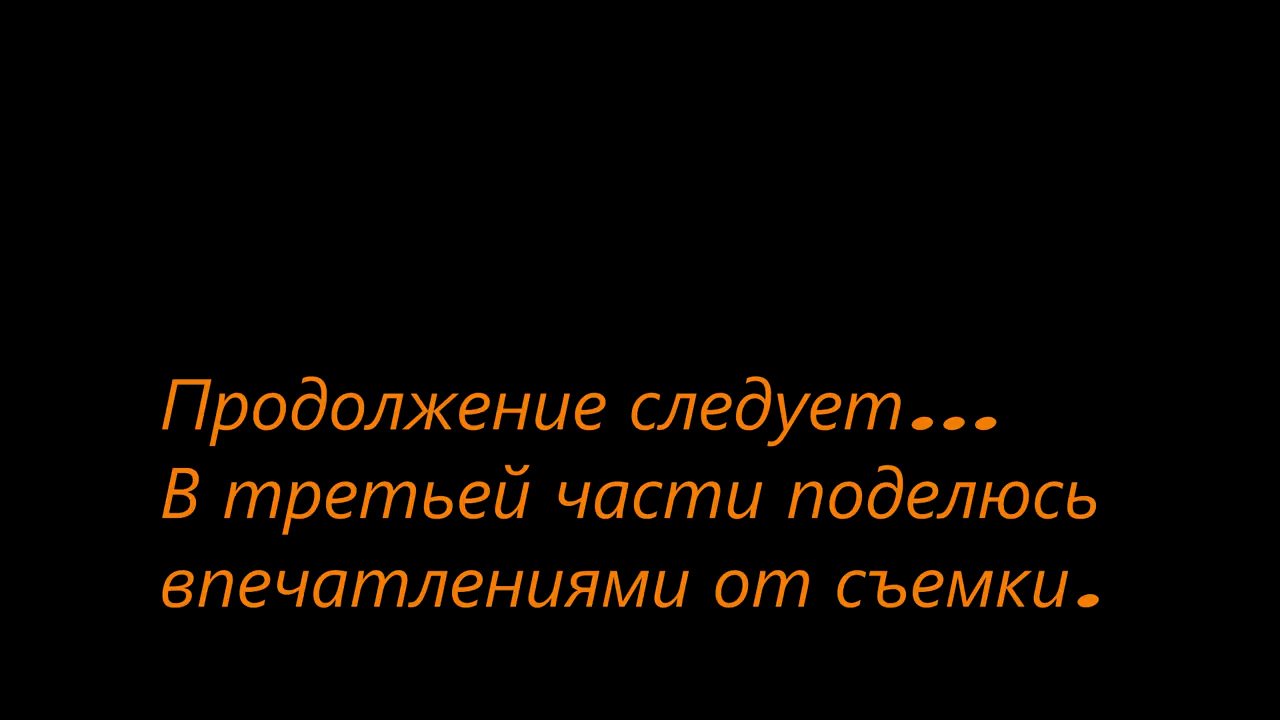 Продолжение следует...
В третьей части поделюсь
впечатлениями от съемки.